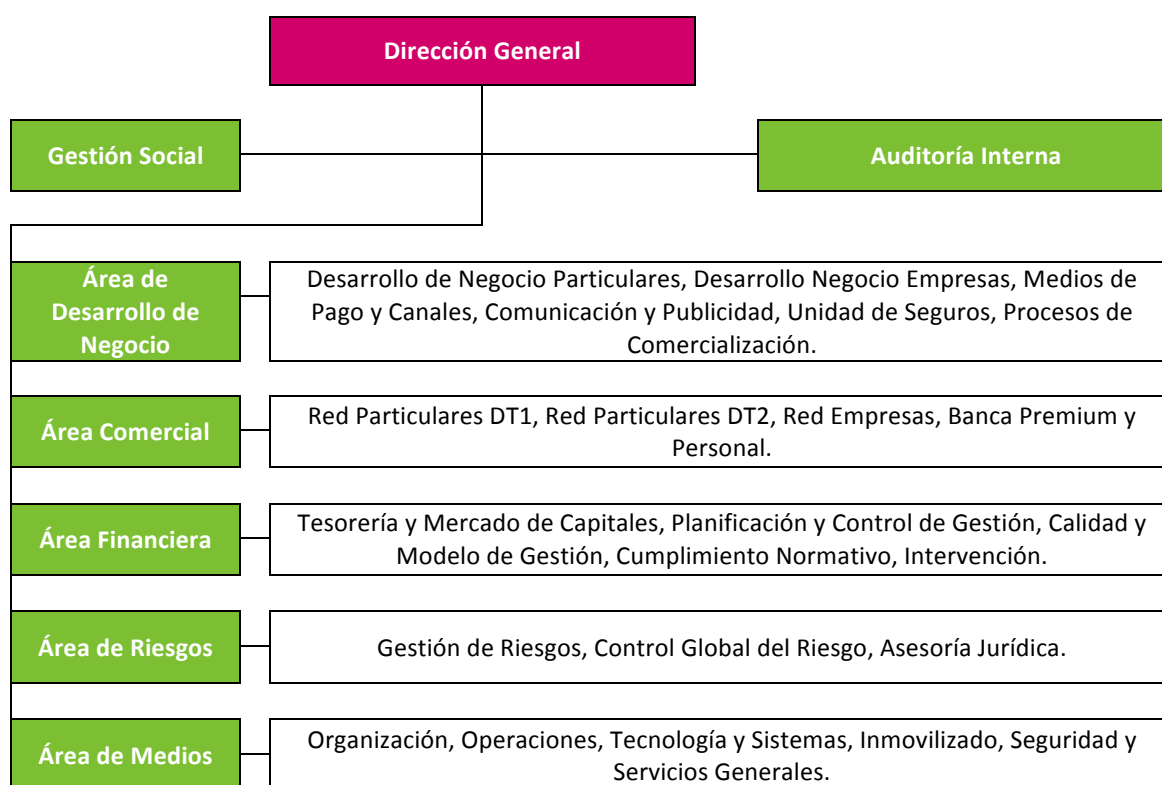 Dirección General
Gestión Social
Auditoría Interna
Área de
Desarrollo de
Negocio
Desarrollo de Negocio Particulares, Desarrollo Negocio Empresas, Medios de
Pago y Canales, Comunicación y Publicidad, Unidad de Seguros, Procesos de
Comercialización.
Área Comercial
Red Particulares DT1, Red Particulares DT2, Red Empresas, Banca Premium y
Personal.
Área Financiera
Tesorería y Mercado de Capitales, Planificación y Control de Gestión, Calidad y
Modelo de Gestión, Cumplimiento Normativo, Intervención.
Área de Riesgos
Gestión de Riesgos, Control Global del Riesgo, Asesoría Jurídica.
Área de Medios
Organización, Operaciones, Tecnología y Sistemas, Inmovilizado, Seguridad y
Servicios Generales.